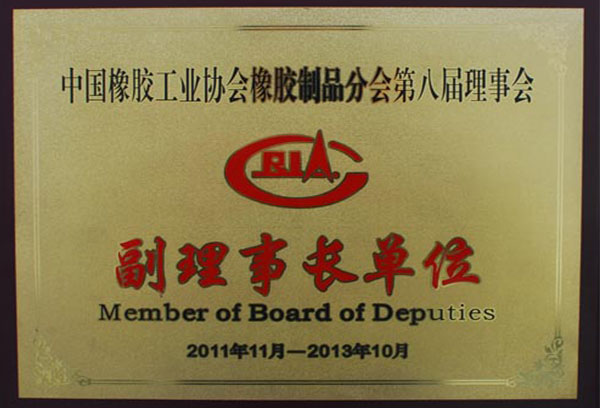 中国橡胶工业协会橡胶制品分会第八届理事会
CRIA
副理事长单位
Member of Board of Deputies
2011年11月—2013年10月